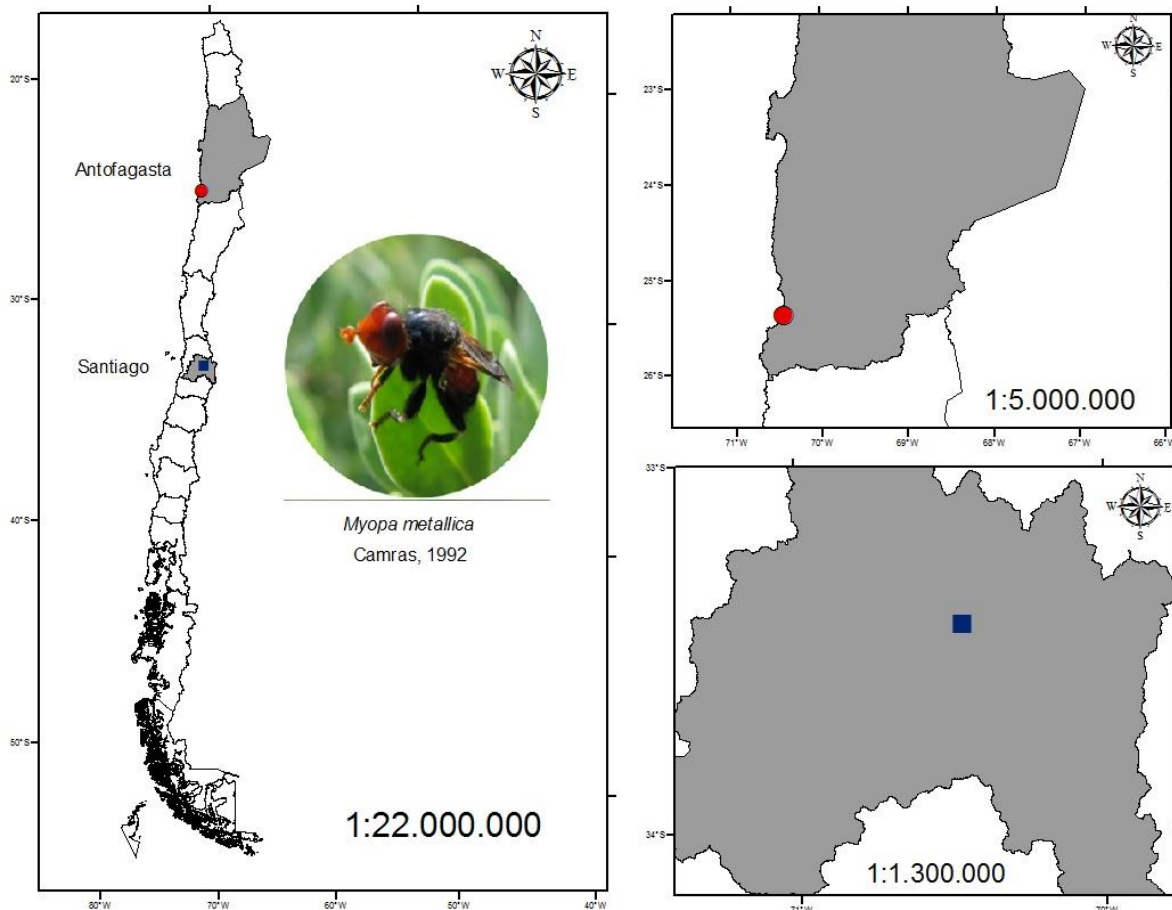 N
W E
S
20°S
Antofagasta
30°S
Santiago
Myopa metallica
Camras, 1992
40°S
50°S
1:22.000.000
80°W 70°W 60°W 50°W 40°W
N
W E
S
23°S
24°S
25°S
26°S
1:5.000.000
71°W 70°W 69°W 68°W 67°W 66°W
33°S
N
W E
S
34°S
1:1.300.000
71°W 70°W